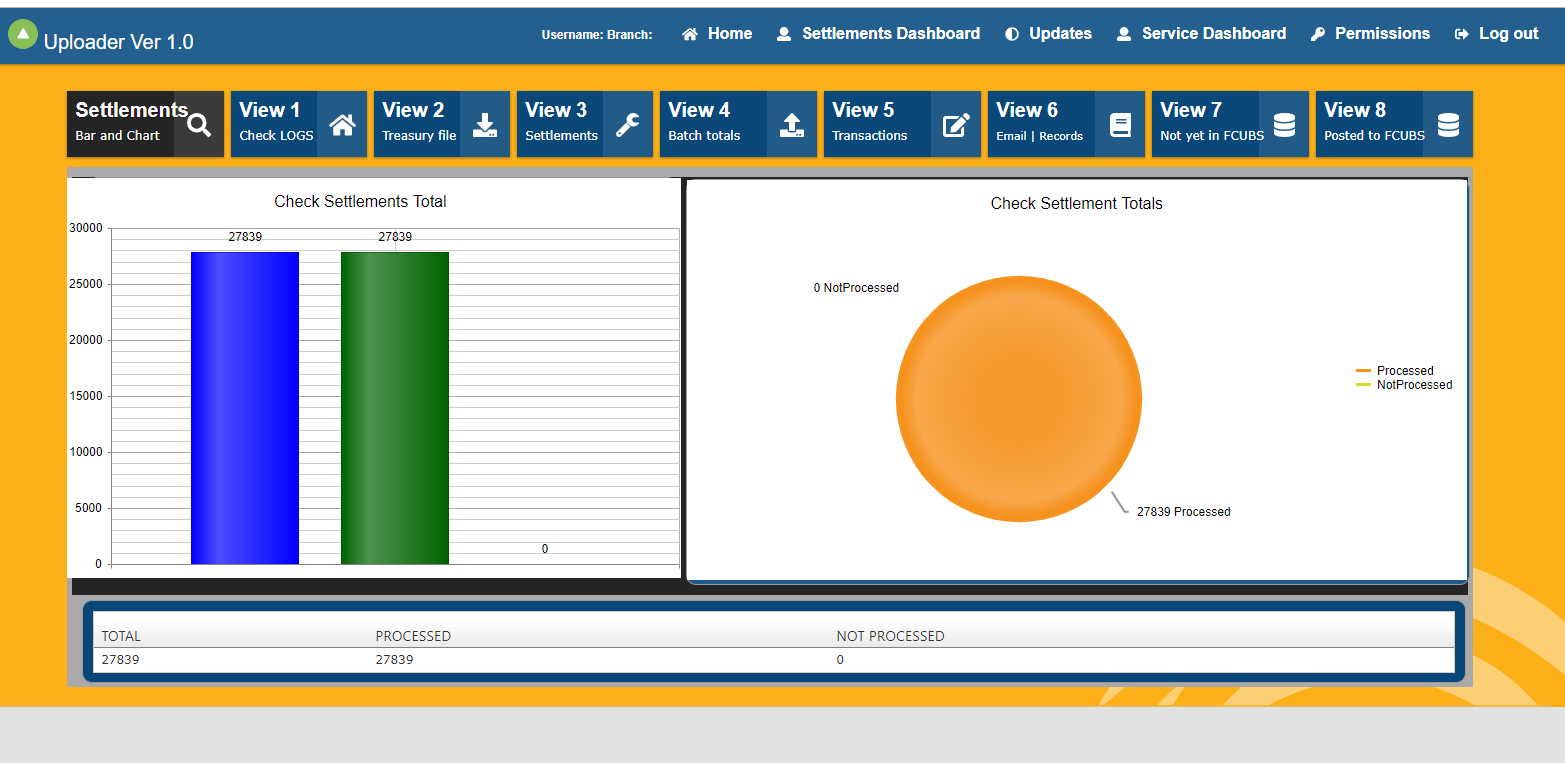 Uploader Ver 1.0
Username: Branch:
Home
Settlements Dashboard
Updates
Service Dashboard
Permissions
Log out
Settlements
Bar and Chart
View 1
Check LOGS
View 2
Treasury file
View 3
Settlements
View 4
Batch totals
View 5
Transactions
View 6
Email | Records
View 7
Not yet in FCUBS
View 8
Posted to FCUBS
Check Settlements Total
30000
25000
20000
15000
10000
5000
0
27839
27839
0
Check Settlement Totals
0 NotProcessed
27839 Processed
Processed
NotProcessed
TOTAL PROCESSED NOT PROCESSED
27839 27839 0